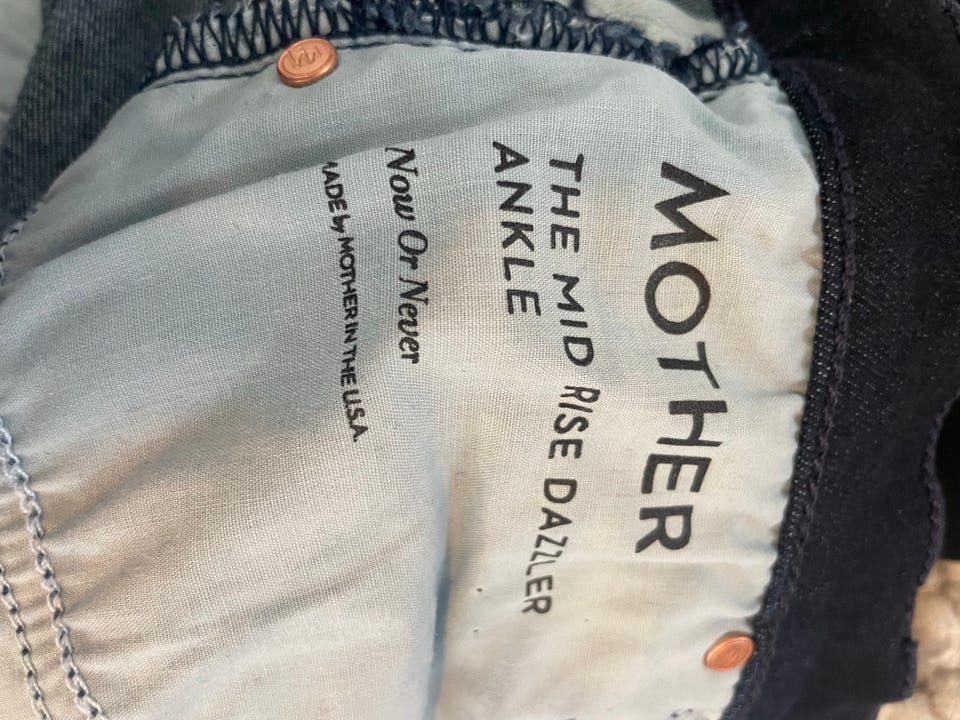 MOTHER
THE MID RISE DAZZLER
ANKLE
Now Or Never
MADE by MOTHER IN THE U.S.A.